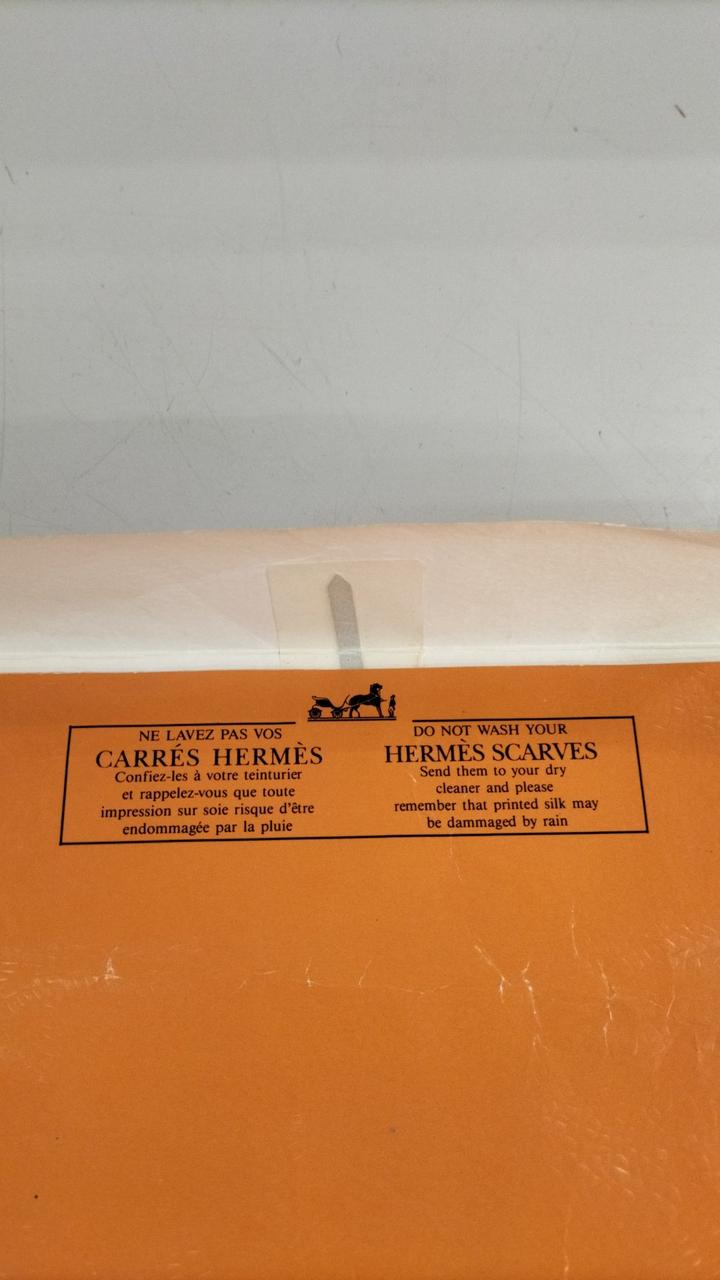 NE LAVEZ PAS VOS
CARRÉS HERMÈS
Confiez-les à votre teinturier
et rappelez-vous que toute
impression sur soie risque d'être
endommagée par la pluie
DO NOT WASH YOUR
HERMÈS SCARVES
Send them to your dry
cleaner and please
remember that printed silk may
be damaged by rain